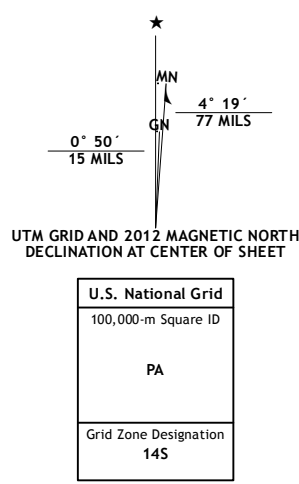 ★
MN
4° 19´
77 MILS
GN
0° 50´
15 MILS
UTM GRID AND 2012 MAGNETIC NORTH
DECLINATION AT CENTER OF SHEET
U.S. National Grid
100,000-m Square ID
PA
Grid Zone Designation
14S